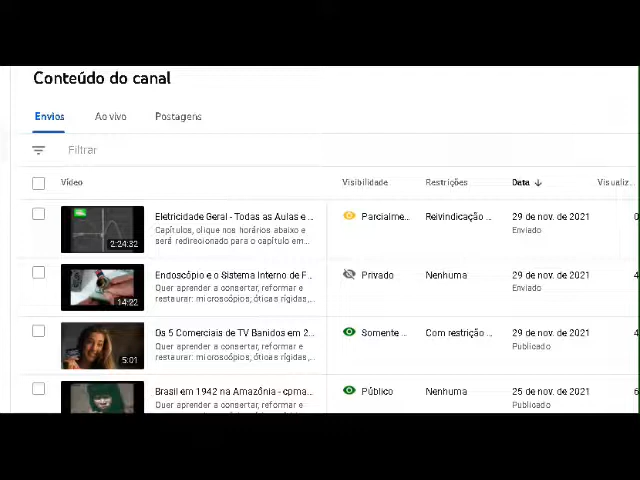 Conteúdo do canal
Envios Ao vivo Postagens
Filtrar
Vídeo Visibilidade Restrições Data Visualiz...
2:24:32
Eletricidade Geral - Todas as Aulas e ...
Capítulos, clique nos horários abaixo e
será redirecionado para o capítulo em...
Parcialme... Reivindicação ... 29 de nov. de 2021
Enviado
14:22
Endoscópio e o Sistema Interno de F...
Quer aprender a consertar, reformar e
restaurar: microscópios, óticas rígidas,...
Privado Nenhuma 29 de nov. de 2021
Enviado
5:01
Os 5 Comerciais de TV Banidos em 2...
Quer aprender a consertar, reformar e
restaurar: microscópios, óticas rígidas,...
Somente ... Com restrição ... 29 de nov. de 2021
Publicado
Brasil em 1942 na Amazônia - cpma...
Quer aprender a consertar, reformar e
Público Nenhuma 25 de nov. de 2021
Publicado